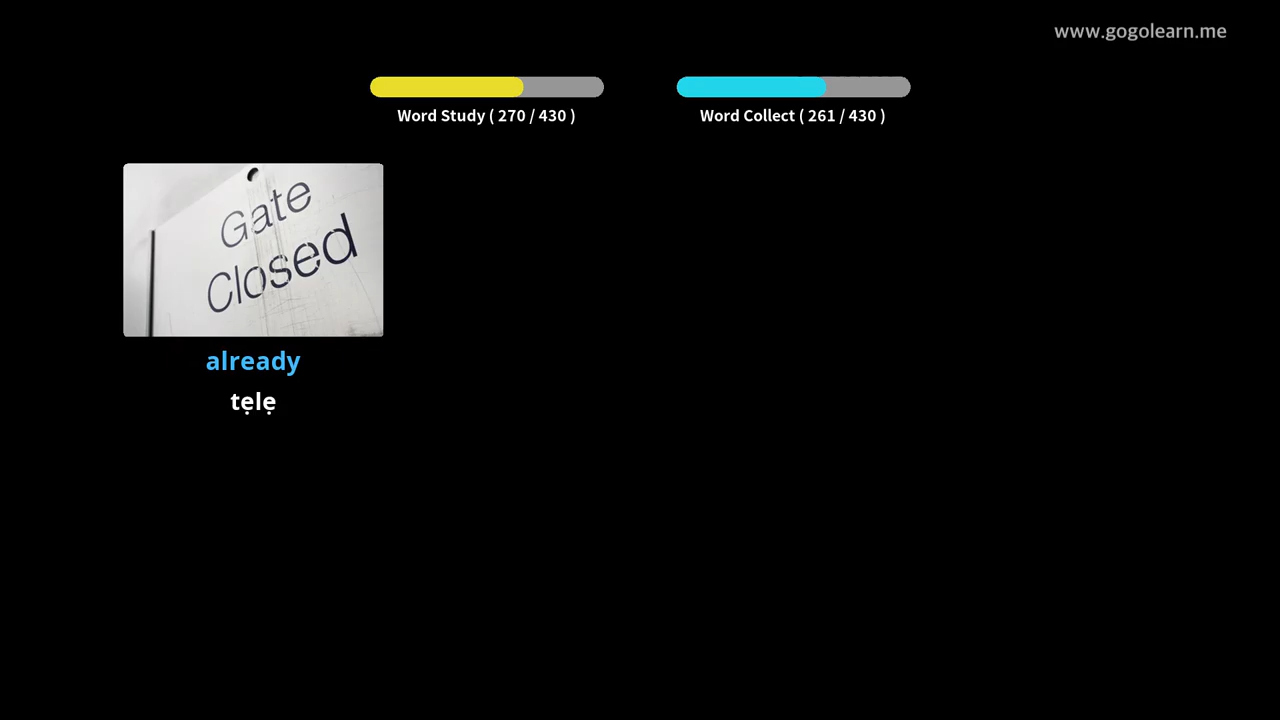 www.gogolearn.me
Word Study ( 270 / 430 )
Word Collect ( 261 / 430 )
Gate
Closed
already
tẹlẹ